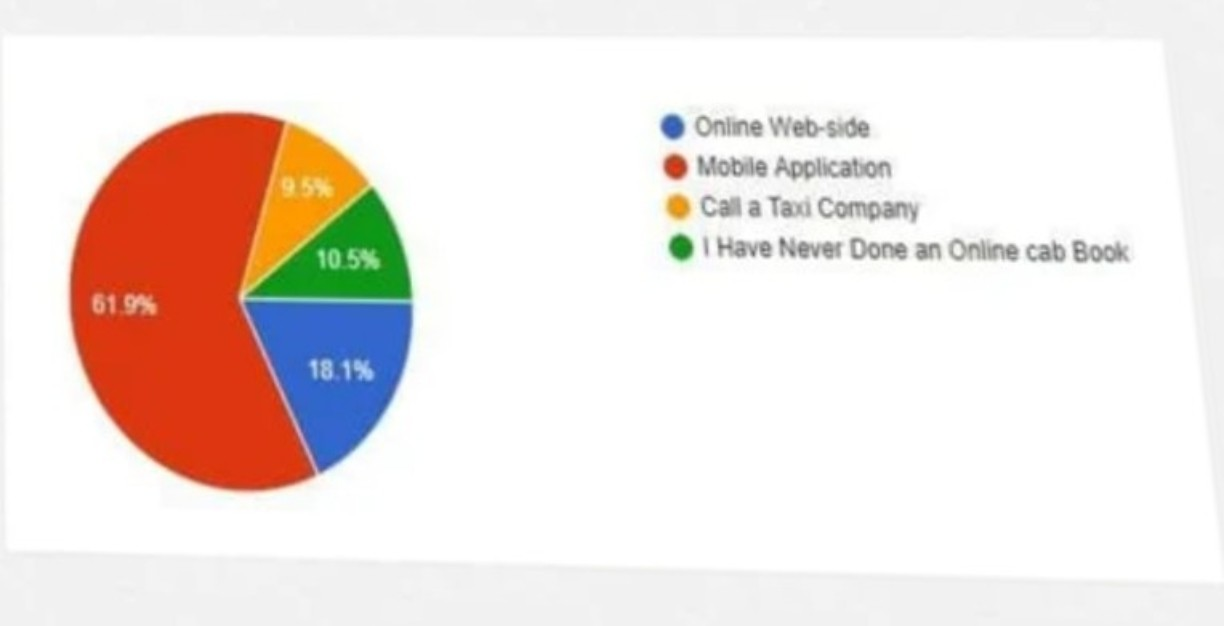 Online Web-side
Mobile Application
Call a Taxi Company
I Have Never Done an Online cab Book
9.5%
10.5%
61.9%
18.1%